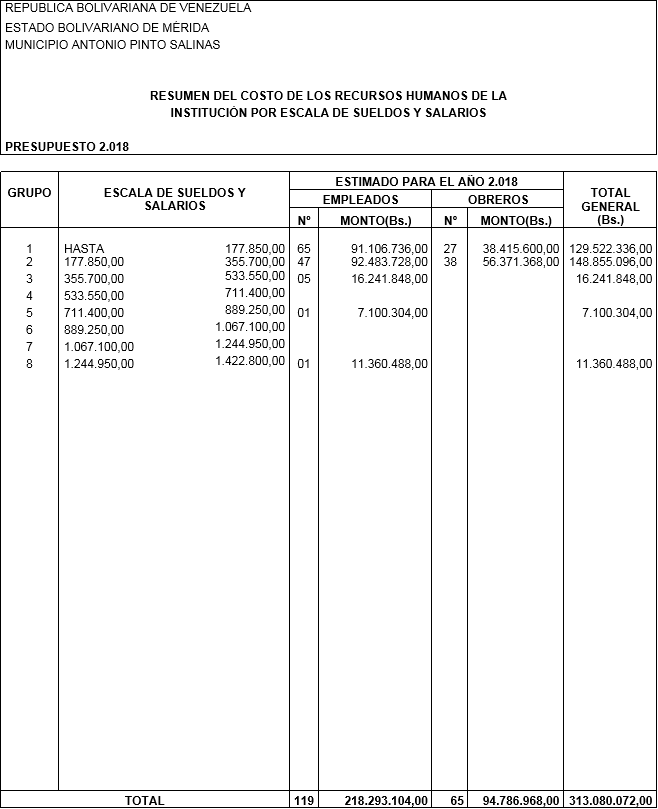 REPUBLICA BOLIVARIANA DE VENEZUELA
ESTADO BOLIVARIANO DE MÉRIDA
MUNICIPIO ANTONIO PINTO SALINAS
RESUMEN DEL COSTO DE LOS RECURSOS HUMANOS DE LA
INSTITUCIÓN POR ESCALA DE SUELDOS Y SALARIOS
PRESUPUESTO 2.018
GRUPO ESCALA DE SUELDOS Y SALARIOS ESTIMADO PARA EL AÑO 2.018 TOTAL GENERAL (Bs.)
EMPLEADOS OBREROS
Nº MONTO(Bs.) Nº MONTO(Bs.)
1 HASTA 177.850,00 65 91.106.736,00 27 38.415.600,00 129.522.336,00
2 177.850,00 355.700,00 47 92.483.728,00 38 56.371.368,00 148.855.096,00
3 355.700,00 533.550,00 05 16.241.848,00 16.241.848,00
4 533.550,00 711.400,00
5 711.400,00 889.250,00 01 7.100.304,00 7.100.304,00
6 889.250,00 1.067.100,00
7 1.067.100,00 1.244.950,00
8 1.244.950,00 1.422.800,00 01 11.360.488,00 11.360.488,00
TOTAL 119 218.293.104,00 65 94.786.968,00 313.080.072,00